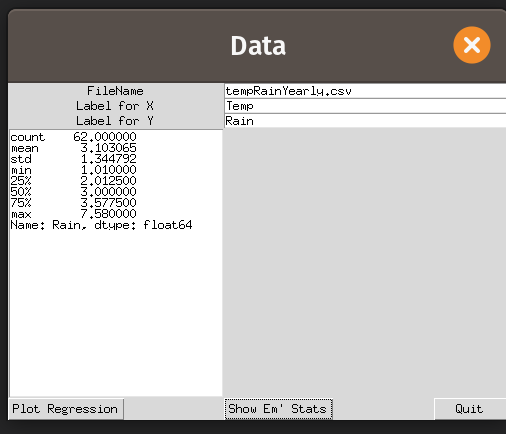 Data
FileName tempRainYearly.csv
Label for X Temp
Label for Y Rain
count 62.000000
mean 3.103065
std 1.344792
min 1.010000
25% 2.012500
50% 3.000000
75% 3.577500
max 7.580000
Name: Rain, dtype: float64
Plot Regression Show Em' Stats Quit